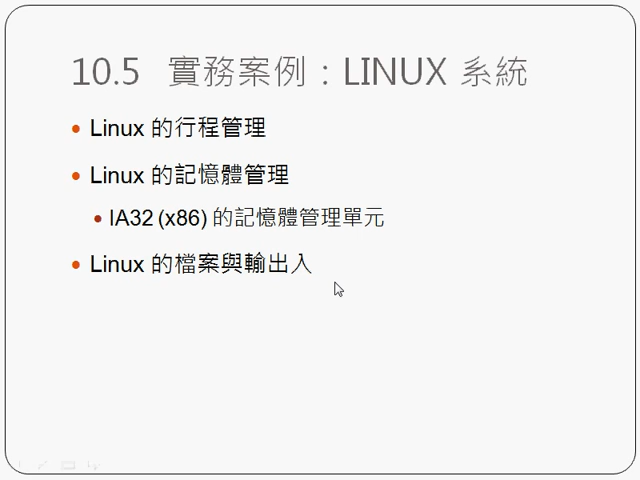 10.5 實務案例：LINUX 系統
Linux 的行程管理
Linux 的記憶體管理
IA32 (x86) 的記憶體管理單元
Linux 的檔案與輸出入